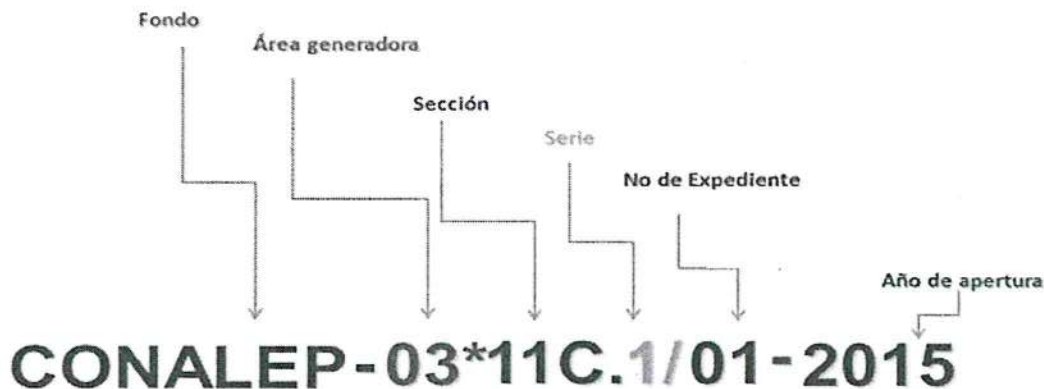 Fondo
Área generadora
Sección
Serie
No de Expediente
Año de apertura
CONALEP-03*11C.1/01-2015